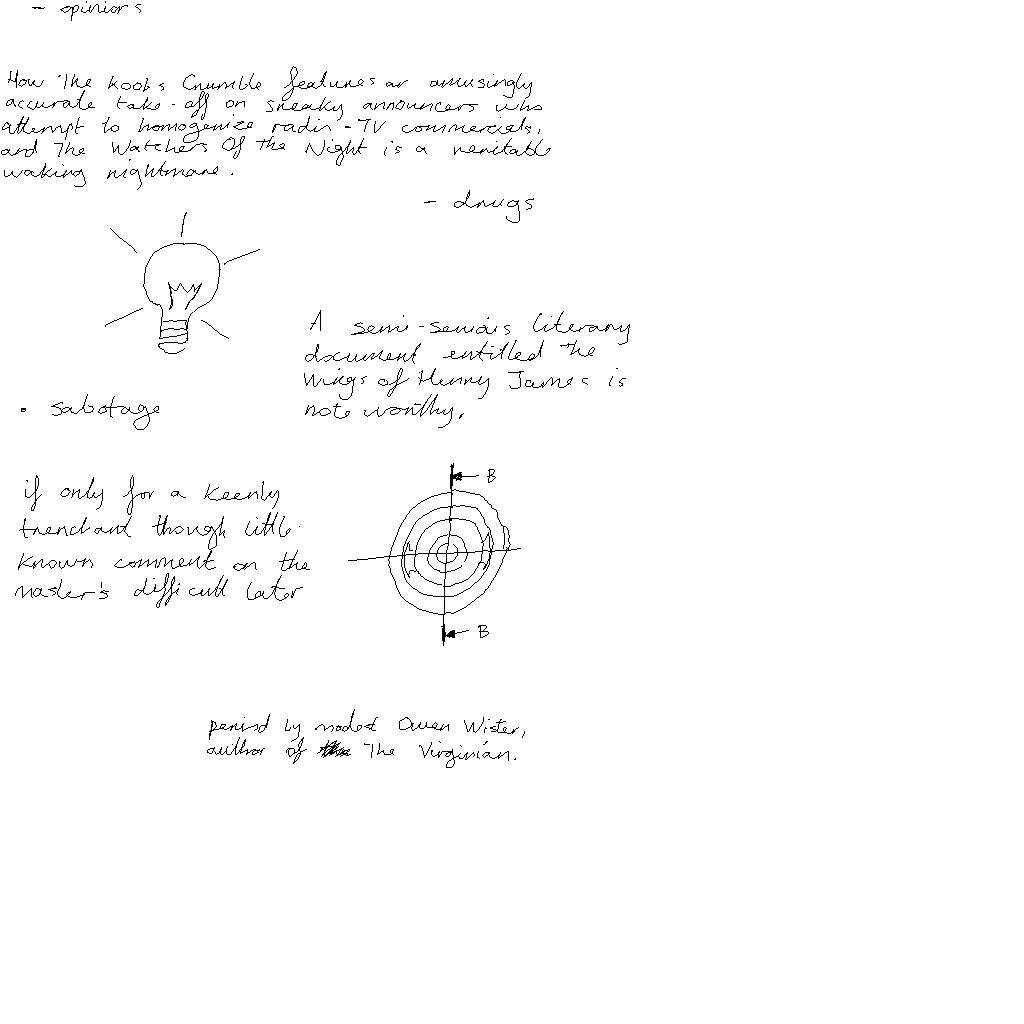 - opinions
How The Kooks Crumble features an amusingly
accurate take-off on sneaky announcers who
attempt to homogenize radio-TV commercials,
and The Watchers Of the Night is a veritable
waking nightmare.
- drugs
A semi-serious literary
document entitled The
Wings of Henry James is
noteworthy,
• sabotage
if only for a keenly
trenchant though little
known comment on the
master's difficult later
B
B
period by modest Owen Wister,
author of The Virginian.